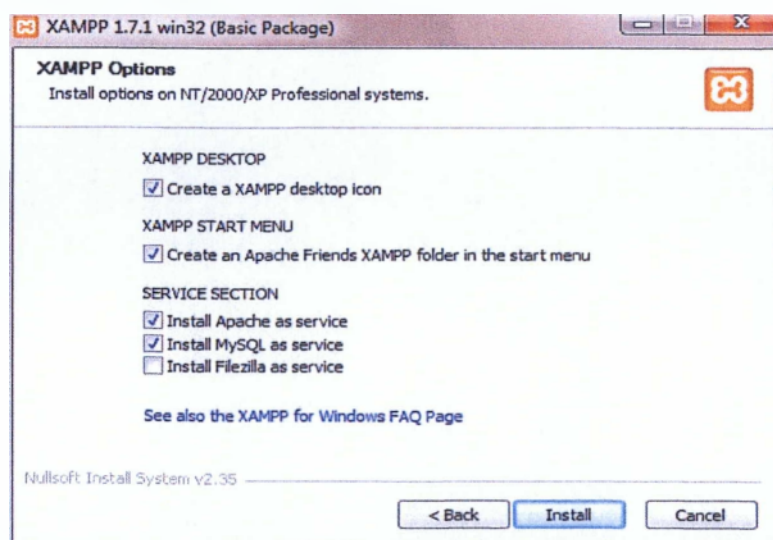 XAMPP 1.7.1 win32 (Basic Package)
XAMPP Options
Install options on NT/2000/XP Professional systems.
XAMPP DESKTOP
Create a XAMPP desktop icon
XAMPP START MENU
Create an Apache Friends XAMPP folder in the start menu
SERVICE SECTION
Install Apache as service
Install MySQL as service
Install Filezilla as service
See also the XAMPP for Windows FAQ Page
Nullsoft Install System v2.35
< Back Install Cancel